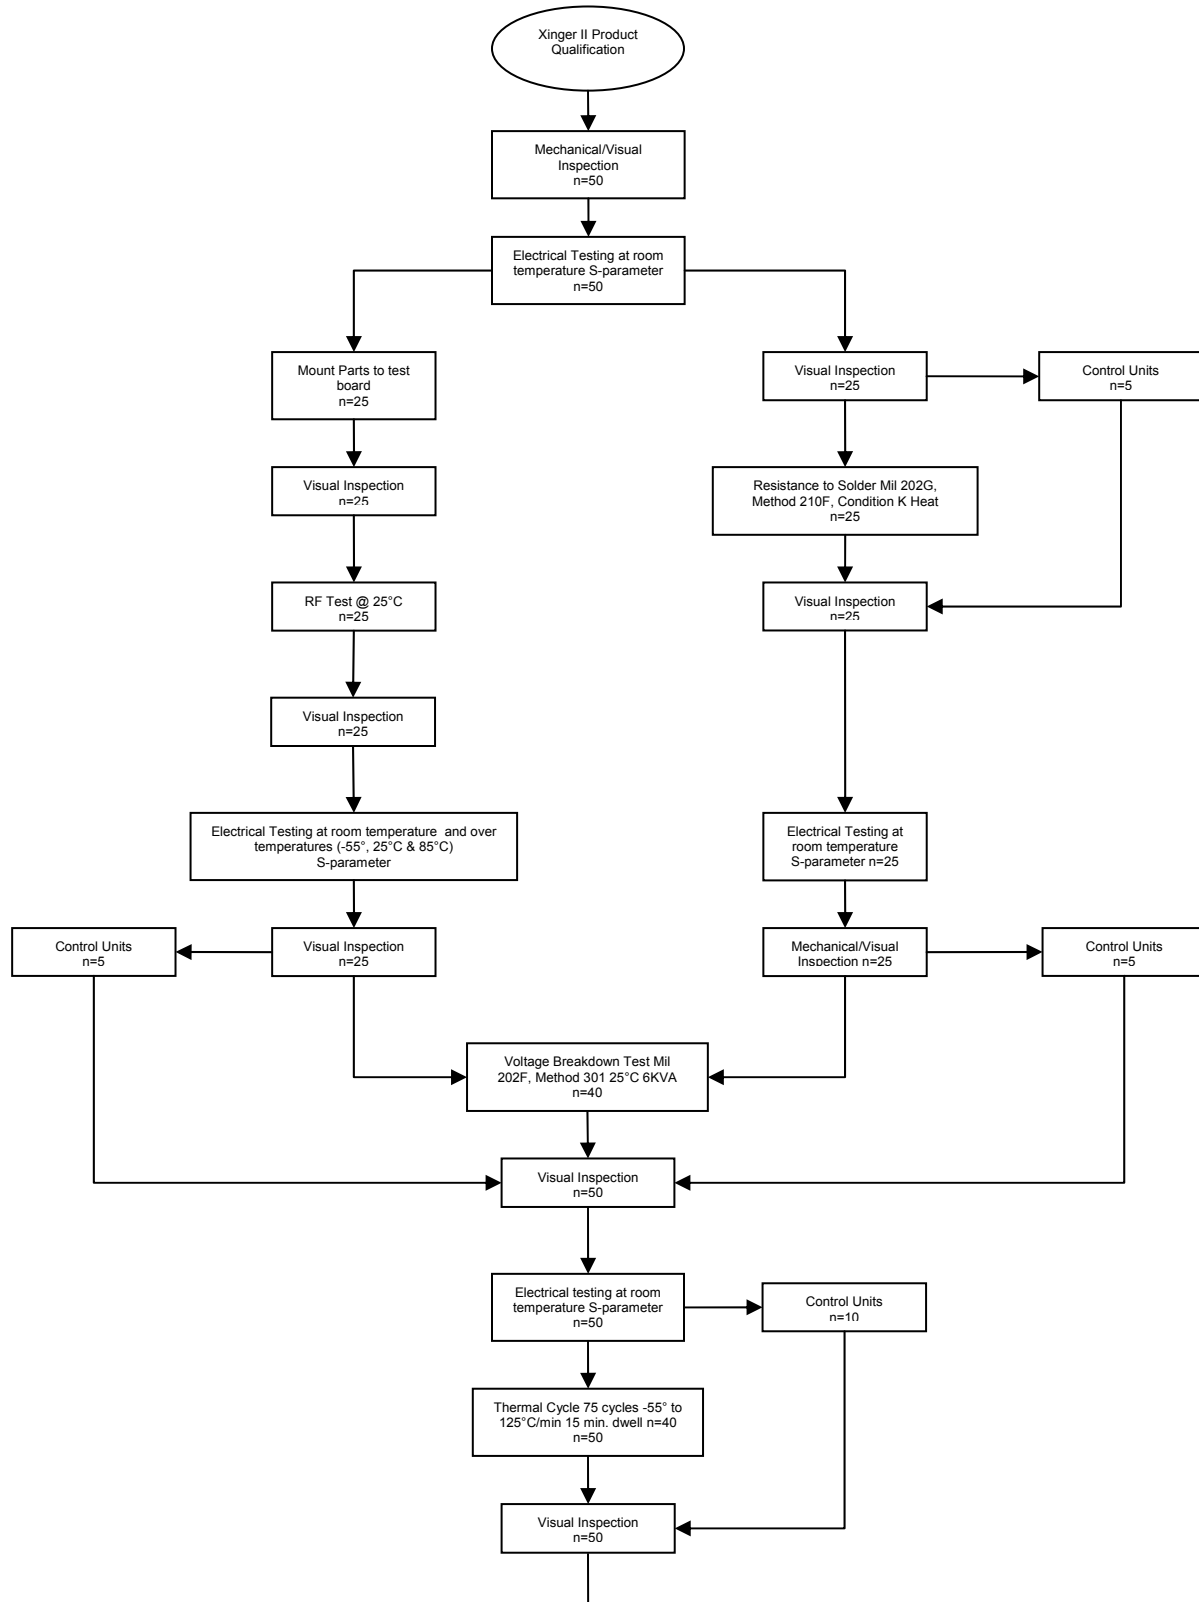 Xinger II Product
Qualification
Mechanical/Visual
Inspection
n=50
Electrical Testing at room
temperature S-parameter
n=50
Mount Parts to test
board
n=25
Visual Inspection
n=25
Control Units
n=5
Visual Inspection
n=25
Resistance to Solder Mil 202G,
Method 210F, Condition K Heat
n=25
RF Test @ 25°C
n=25
Visual Inspection
n=25
Visual Inspection
n=25
Electrical Testing at room temperature  and over
temperatures (-55°, 25°C & 85°C)
S-parameter
Electrical Testing at
room temperature
S-parameter n=25
Control Units
n=5
Visual Inspection
n=25
Mechanical/Visual
Inspection n=25
Control Units
n=5
Voltage Breakdown Test Mil
202F, Method 301 25°C 6KVA
n=40
Visual Inspection
n=50
Electrical testing at room
temperature S-parameter
n=50
Control Units
n=10
Thermal Cycle 75 cycles -55° to
125°C/min 15 min. dwell n=40
n=50
Visual Inspection
n=50